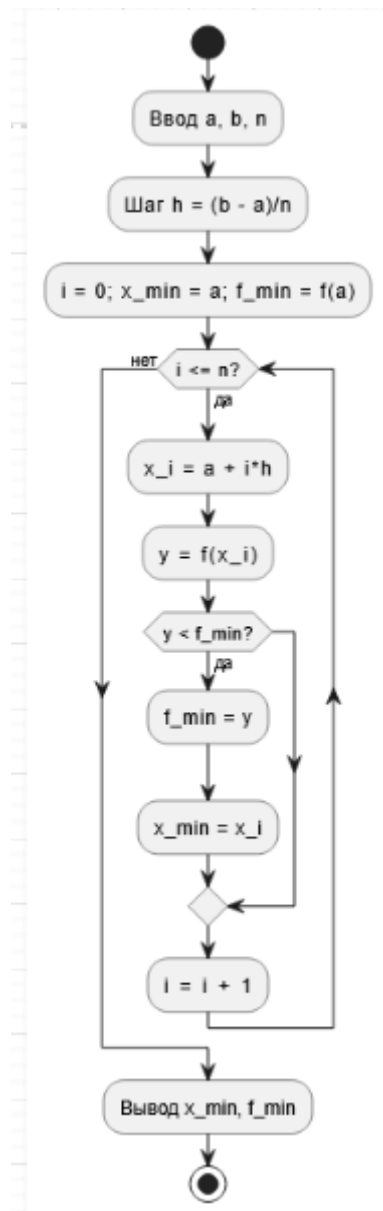 Ввод a, b, n
Шаг h = (b - a)/n
i = 0; x_min = a; f_min = f(a)
нет
i <= n?
да
x_i = a + i*h
y = f(x_i)
y < f_min?
да
f_min = y
x_min = x_i
i = i + 1
Вывод x_min, f_min